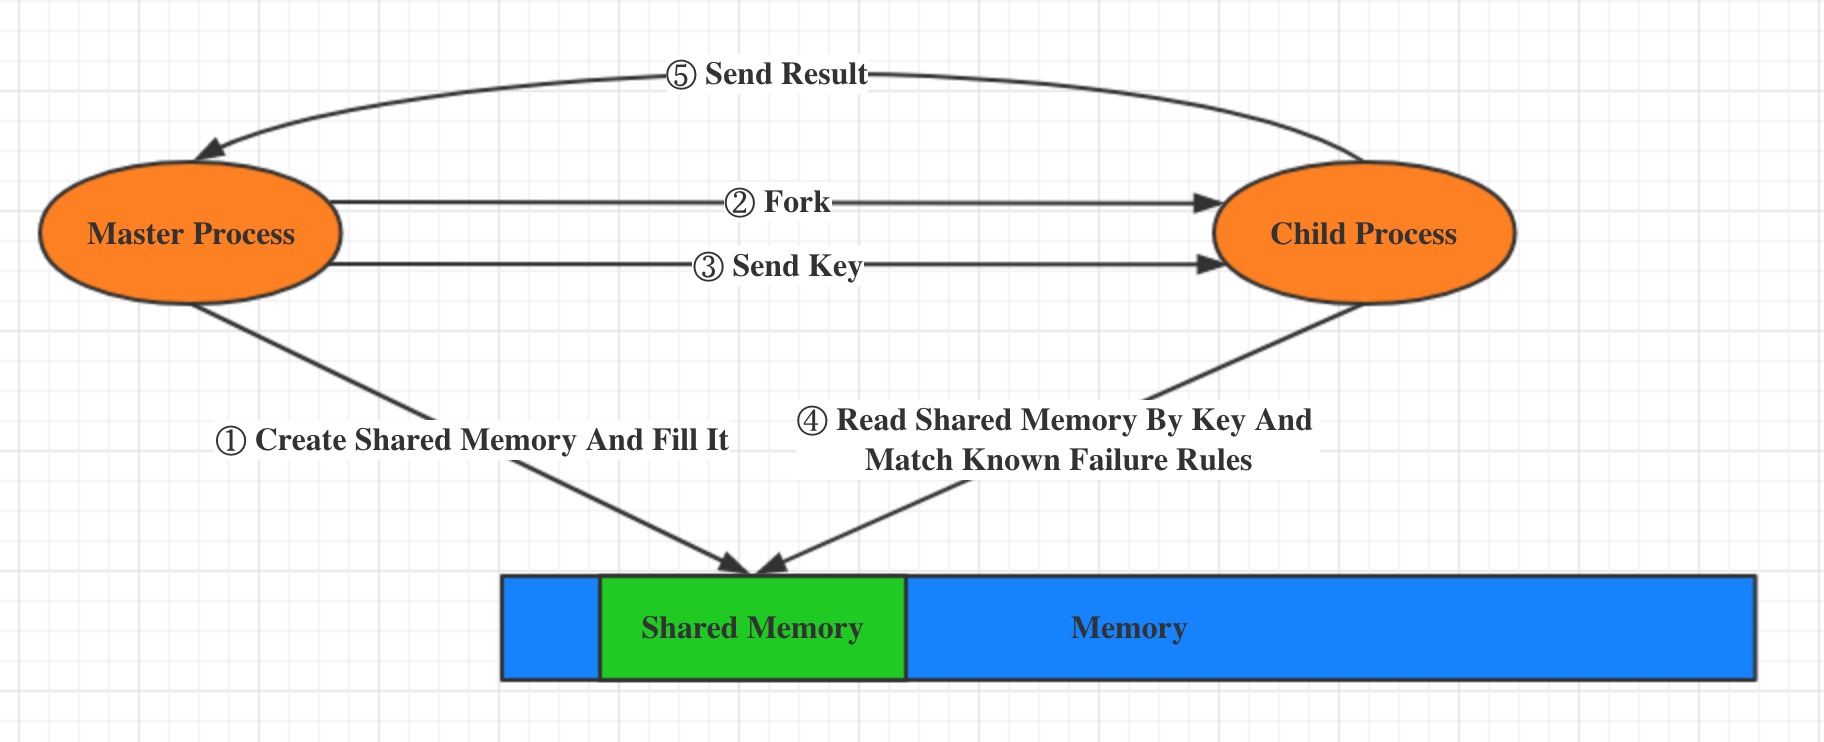 ⑤ Send Result
② Fork
Master Process
Child Process
③ Send Key
① Create Shared Memory And Fill It
④ Read Shared Memory By Key And
Match Known Failure Rules
Shared Memory
Memory